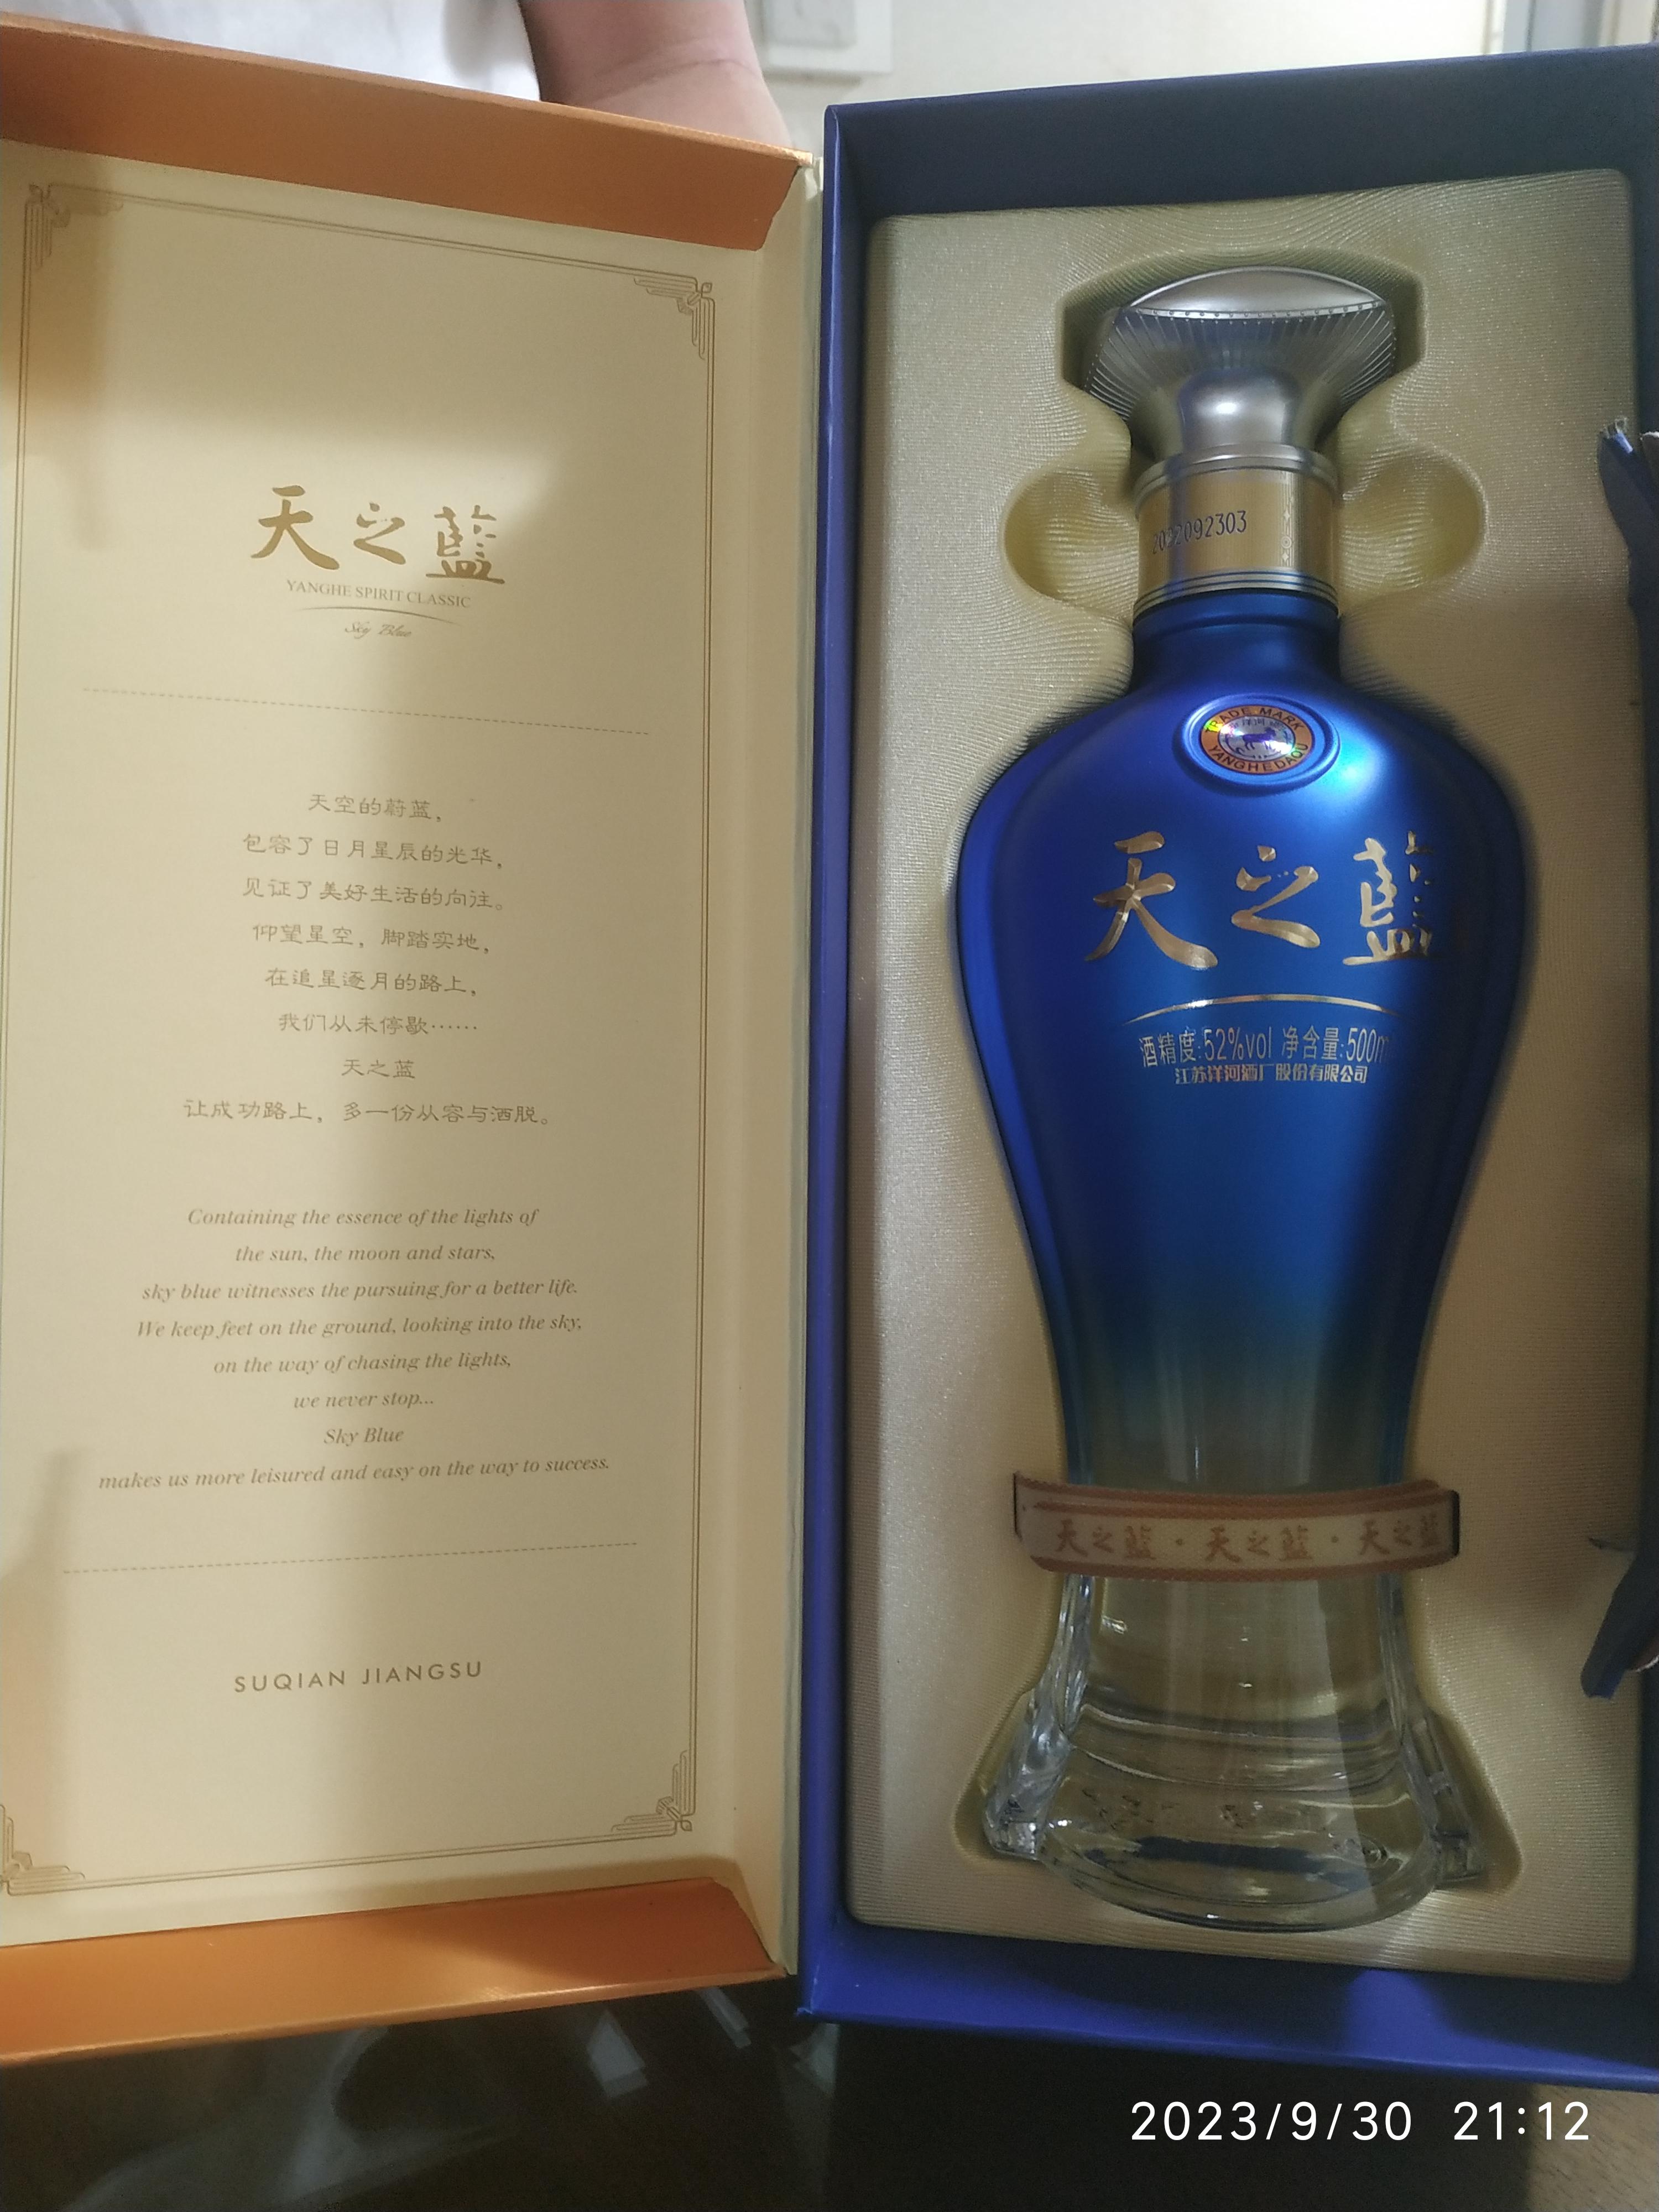 天之藍
YANGHE SPIRIT CLASSIC
Sky Blue
天空的蔚蓝，
包容了日月星辰的光华，
见证了美好生活的向往。
仰望星空，脚踏实地，
在追星逐月的路上，
我们从未停歇……
天之蓝
让成功路上，多一份从容与洒脱。
Containing the essence of the lights of
the sun, the moon and stars,
sky blue witnesses the pursuing for a better life.
We keep feet on the ground, looking into the sky,
on the way of chasing the lights,
we never stop...
Sky Blue
makes us more leisured and easy on the way to success.
SUQIAN JIANGSU
2022092303
TRADE MARK
YANGHEDAQU
天之藍
酒精度:52%vol 净含量:500m
江苏洋河酒厂股份有限公司
天之藍·天之藍·天之藍
2023/9/30 21:12